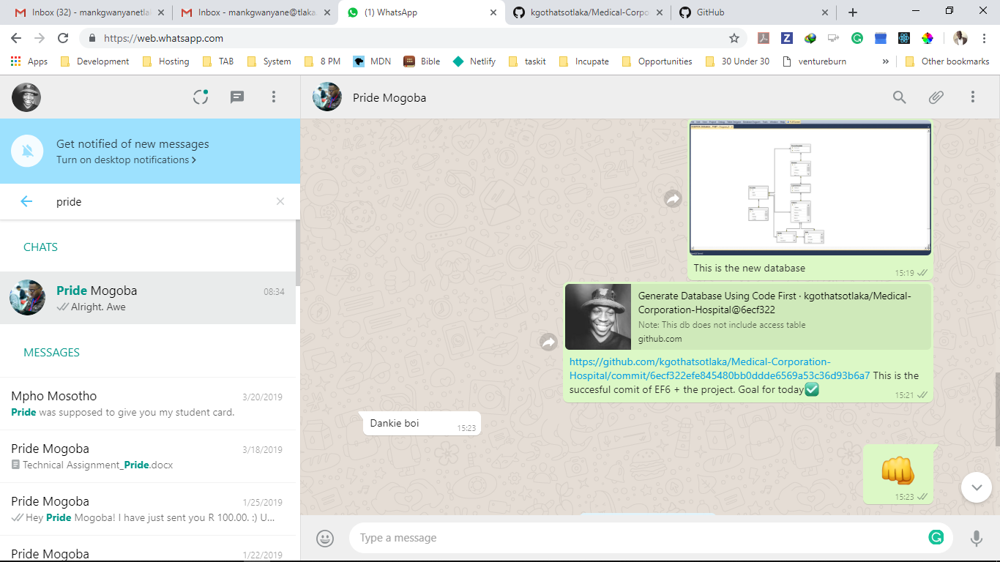 Inbox (32) - mankgwanyanetla
Inbox - mankgwanyane@tlaka.
(1) WhatsApp
kgothatsotlaka/Medical-Corpo
GitHub
https://web.whatsapp.com
Apps
Development
Hosting
TAB
System
8 PM
MDN
Bible
Netlify
taskit
Incupate
Opportunities
30 Under 30
ventureburn
»
Other bookmarks
Pride Mogoba
Get notified of new messages
Turn on desktop notifications >
pride
CHATS
Pride Mogoba
08:34
Alright. Awe
MESSAGES
Mpho Mosotho
3/20/2019
Pride was supposed to give you my student card.
Pride Mogoba
3/18/2019
Technical Assignment_Pride.docx
Pride Mogoba
1/25/2019
Hey Pride Mogoba! I have just sent you R 100.00. :) U...
Pride Mogoba
1/22/2019
This is the new database
15:19
Generate Database Using Code First · kgothatsotlaka/Medical-
Corporation-Hospital@6ecf322
Note: This db does not include access table
github.com
https://github.com/kgothatsotlaka/Medical-Corporation-
Hospital/commit/6ecf322efe845480bb0ddde6569a53c36d93b6a7 This is the
succesful comit of EF6 + the project. Goal for today✅
15:21
Dankie boi
15:23
👊
15:23
Type a message